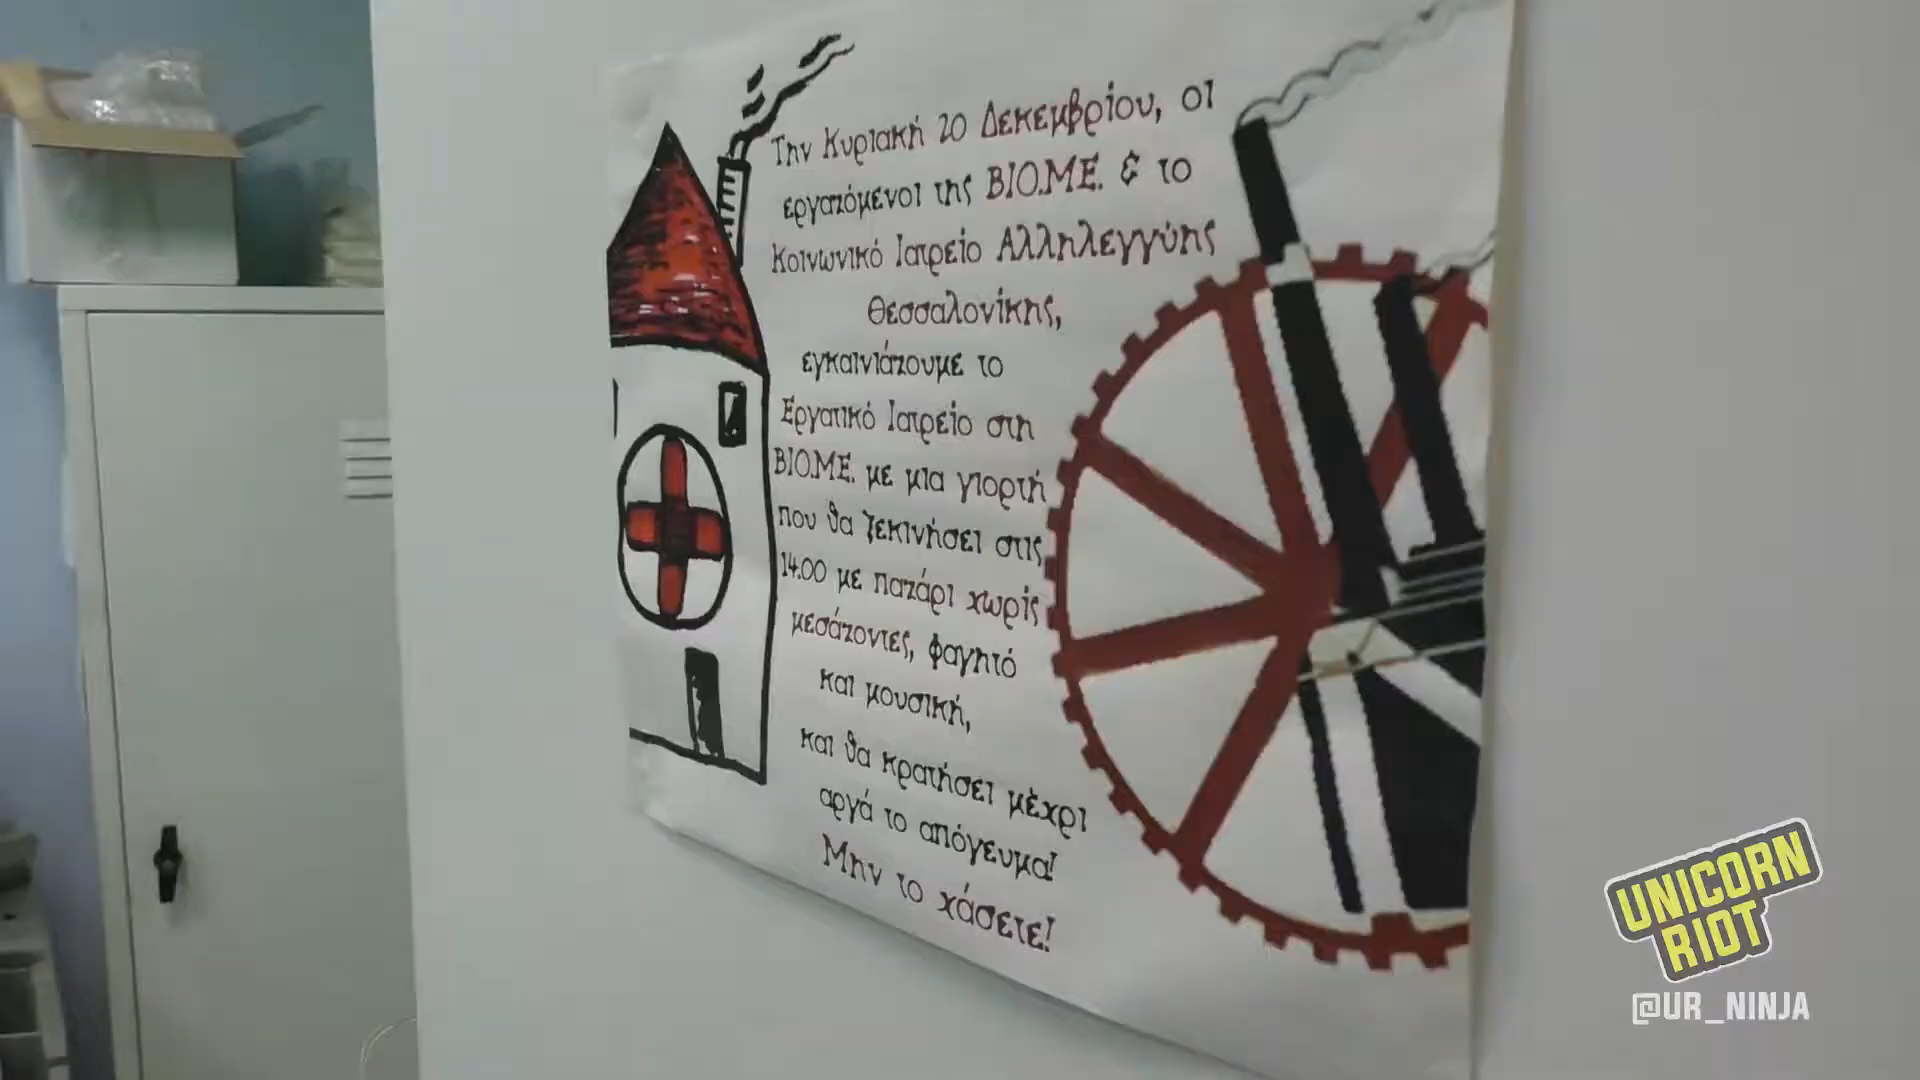 Την Κυριακή 20 Δεκεμβρίου, οι
εργαζόμενοι της ΒΙΟ.ΜΕ. & το
Κοινωνικό Ιατρείο Αλληλεγγύης
Θεσσαλονίκης,
εγκαινιάζουμε το
Εργατικό Ιατρείο στη
ΒΙΟ.ΜΕ. με μια γιορτή
που θα ξεκινήσει στις
14.00 με παζάρι χωρίς
μεσάζοντες, φαγητό
και μουσική,
και θα κρατήσει μέχρι
αργά το απόγευμα!
Μην το χάσετε!
UNICORN
RIOT
@UR_NINJA